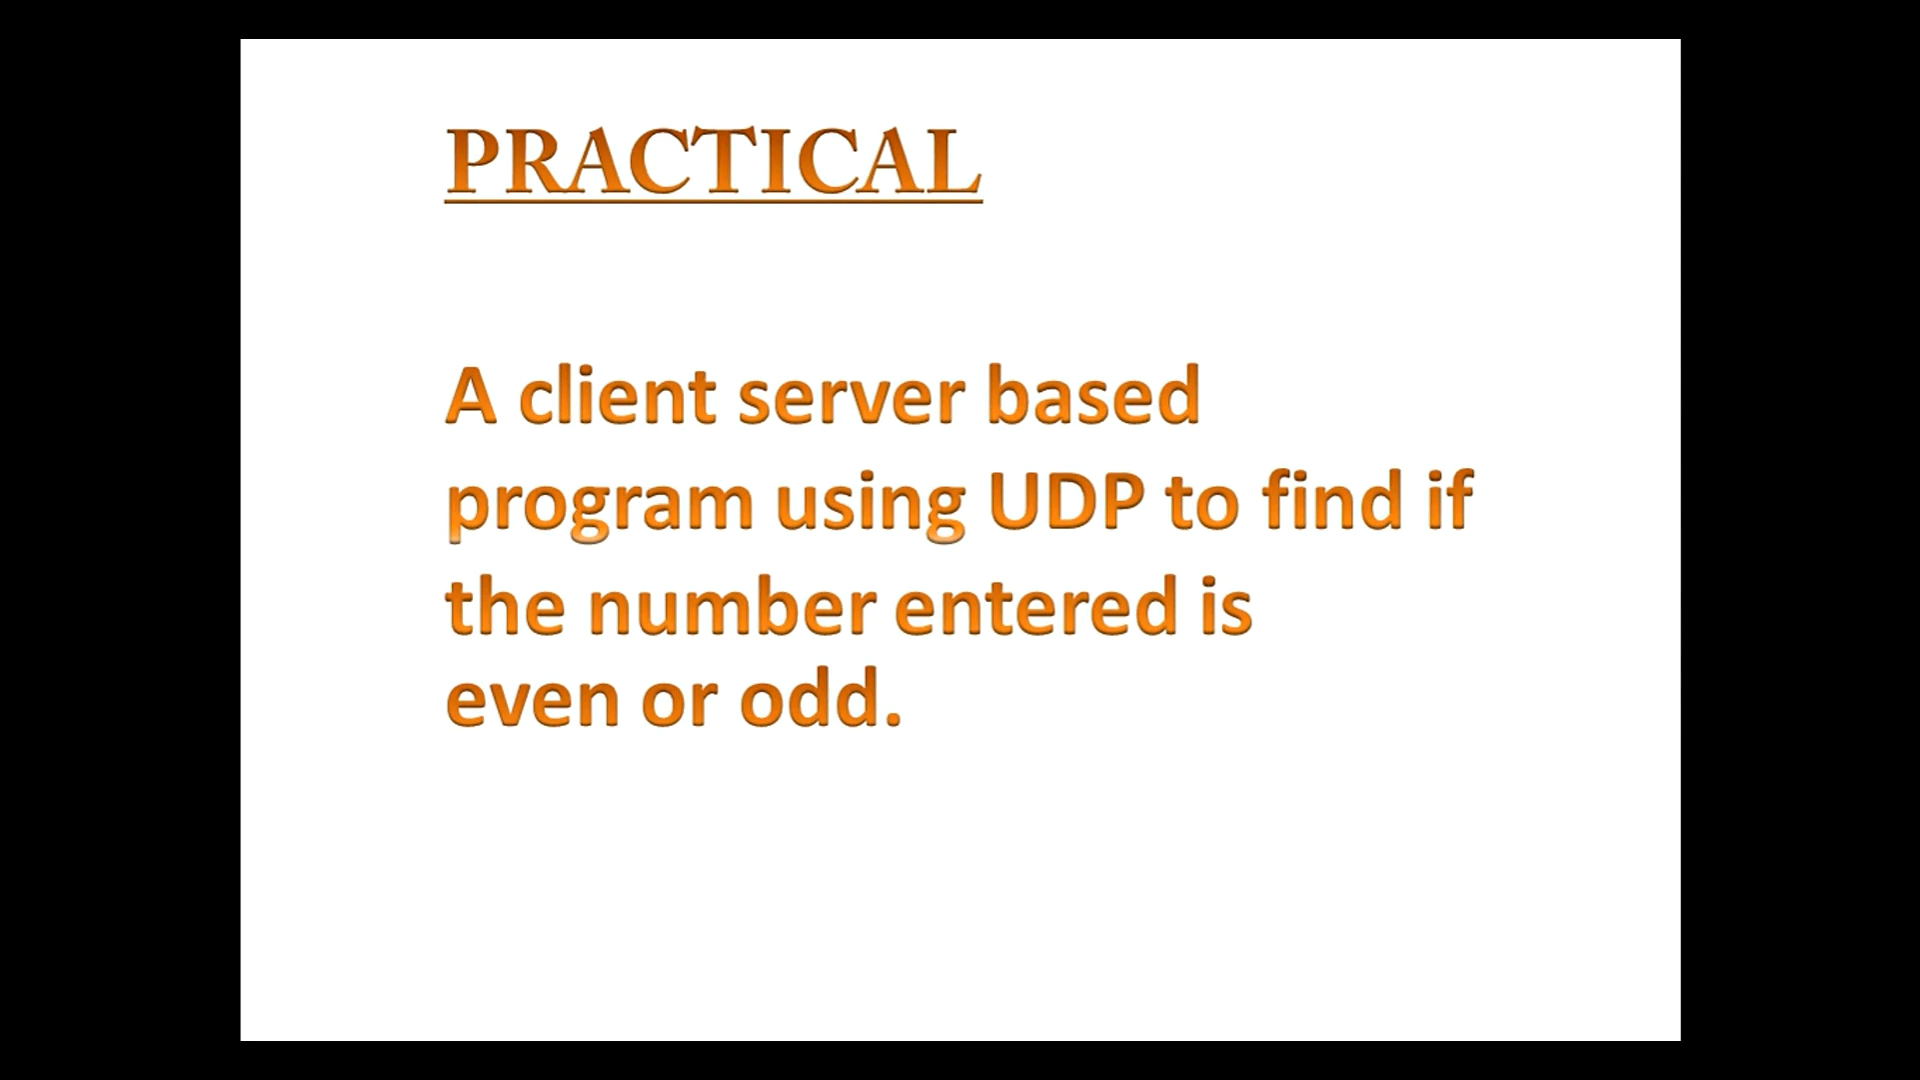 PRACTICAL
A client server based
program using UDP to find if
the number entered is
even or odd.